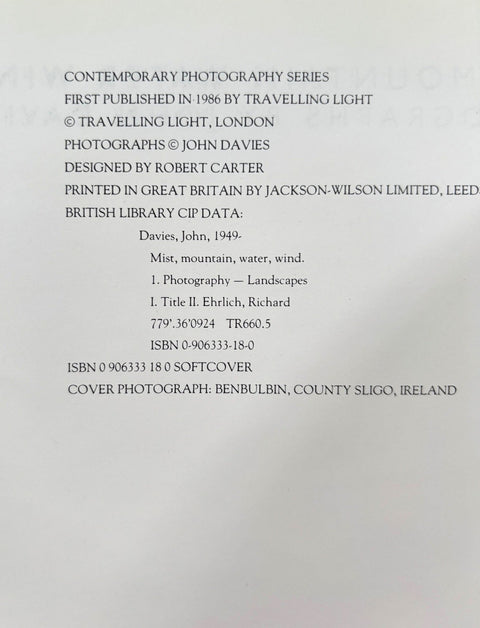 CONTEMPORARY PHOTOGRAPHY SERIES
FIRST PUBLISHED IN 1986 BY TRAVELLING LIGHT
© TRAVELLING LIGHT, LONDON
PHOTOGRAPHS © JOHN DAVIES
DESIGNED BY ROBERT CARTER
PRINTED IN GREAT BRITAIN BY JACKSON-WILSON LIMITED, LEED
BRITISH LIBRARY CIP DATA:
Davies, John, 1949-
Mist, mountain, water, wind.
1. Photography — Landscapes
I. Title II. Ehrlich, Richard
779'.36'0924 TR660.5
ISBN 0-906333-18-0
ISBN 0 906333 18 0 SOFTCOVER
COVER PHOTOGRAPH: BENBULBIN, COUNTY SLIGO, IRELAND